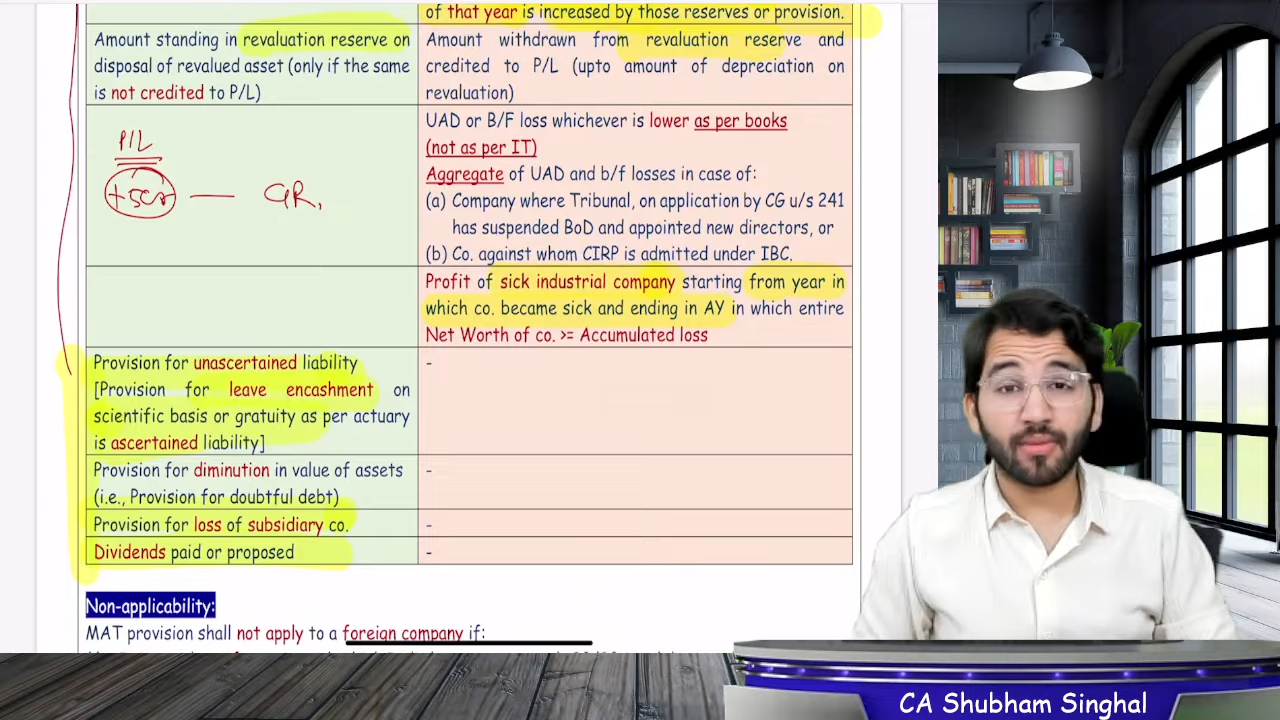 of that year is increased by those reserves or provision.
Amount standing in revaluation reserve on
disposal of revalued asset (only if the same
is not credited to P/L)
Amount withdrawn from revaluation reserve and
credited to P/L (upto amount of depreciation on
revaluation)
P/L
+5cr — GR.
UAD or B/F loss whichever is lower as per books
(not as per IT)
Aggregate of UAD and b/f losses in case of:
(a) Company where Tribunal, on application by CG u/s 241
has suspended BoD and appointed new directors, or
(b) Co. against whom CIRP is admitted under IBC.
Profit of sick industrial company starting from year in
which co. became sick and ending in AY in which entire
Net Worth of co. >= Accumulated loss
Provision for unascertained liability
[Provision for leave encashment on
scientific basis or gratuity as per actuary
is ascertained liability]
-
Provision for diminution in value of assets
(i.e., Provision for doubtful debt)
-
Provision for loss of subsidiary co.
-
Dividends paid or proposed
-
Non-applicability:
MAT provision shall not apply to a foreign company if:
CA Shubham Singhal